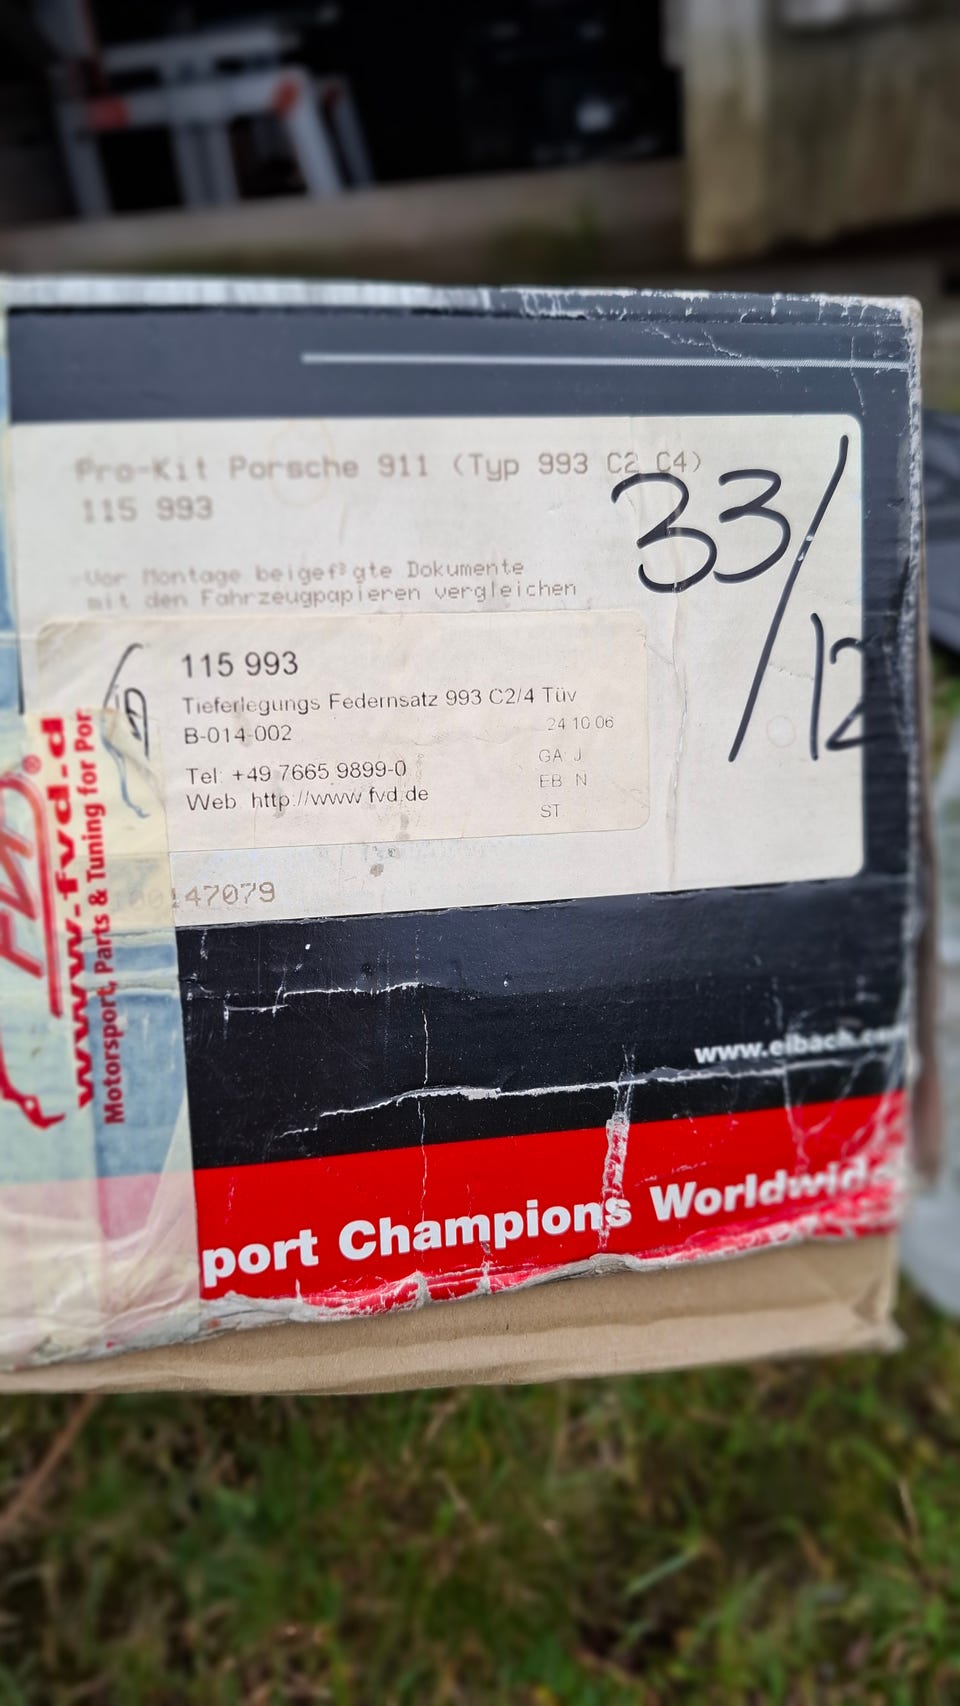 Pro-Kit Porsche 911 (Typ 993 C2 C4)
115 993
33/12
Vor Montage beigef³gte Dokumente
mit den Fahrzeugpapieren vergleichen
115 993
Tieferlegungs Federnsatz 993 C2/4 Tüv
B-014-002
24 10 06
GA J
EB N
ST
Tel: +49 7665 9899-0
Web http://www.fvd.de
147079
FVD®
www.fvd.d
Motorsport, Parts & Tuning for Por
www.eibach.co
port Champions Worldwide